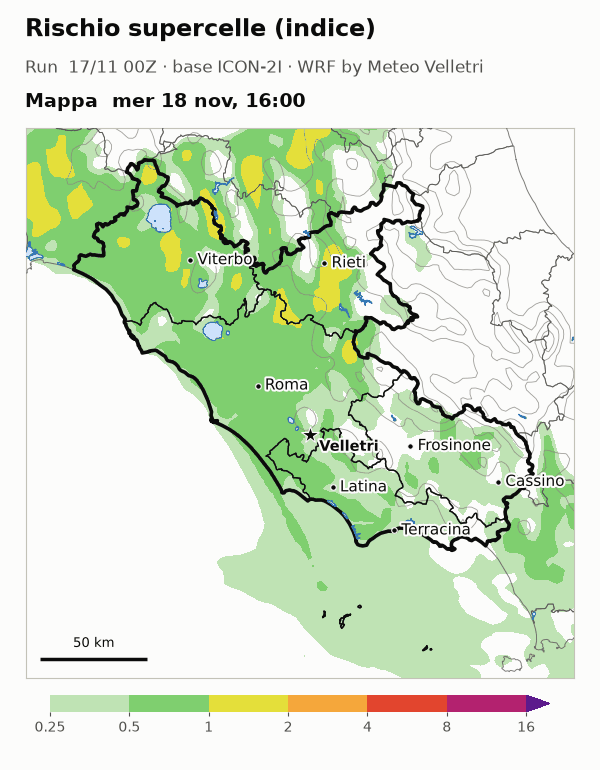 Rischio supercelle (indice)
Run  17/11 00Z · base ICON-2I · WRF by Meteo Velletri
Mappa  mer 18 nov, 16:00
Viterbo
Rieti
Roma
Velletri
Frosinone
Latina
Cassino
Terracina
50 km
0.25 0.5 1 2 4 8 16